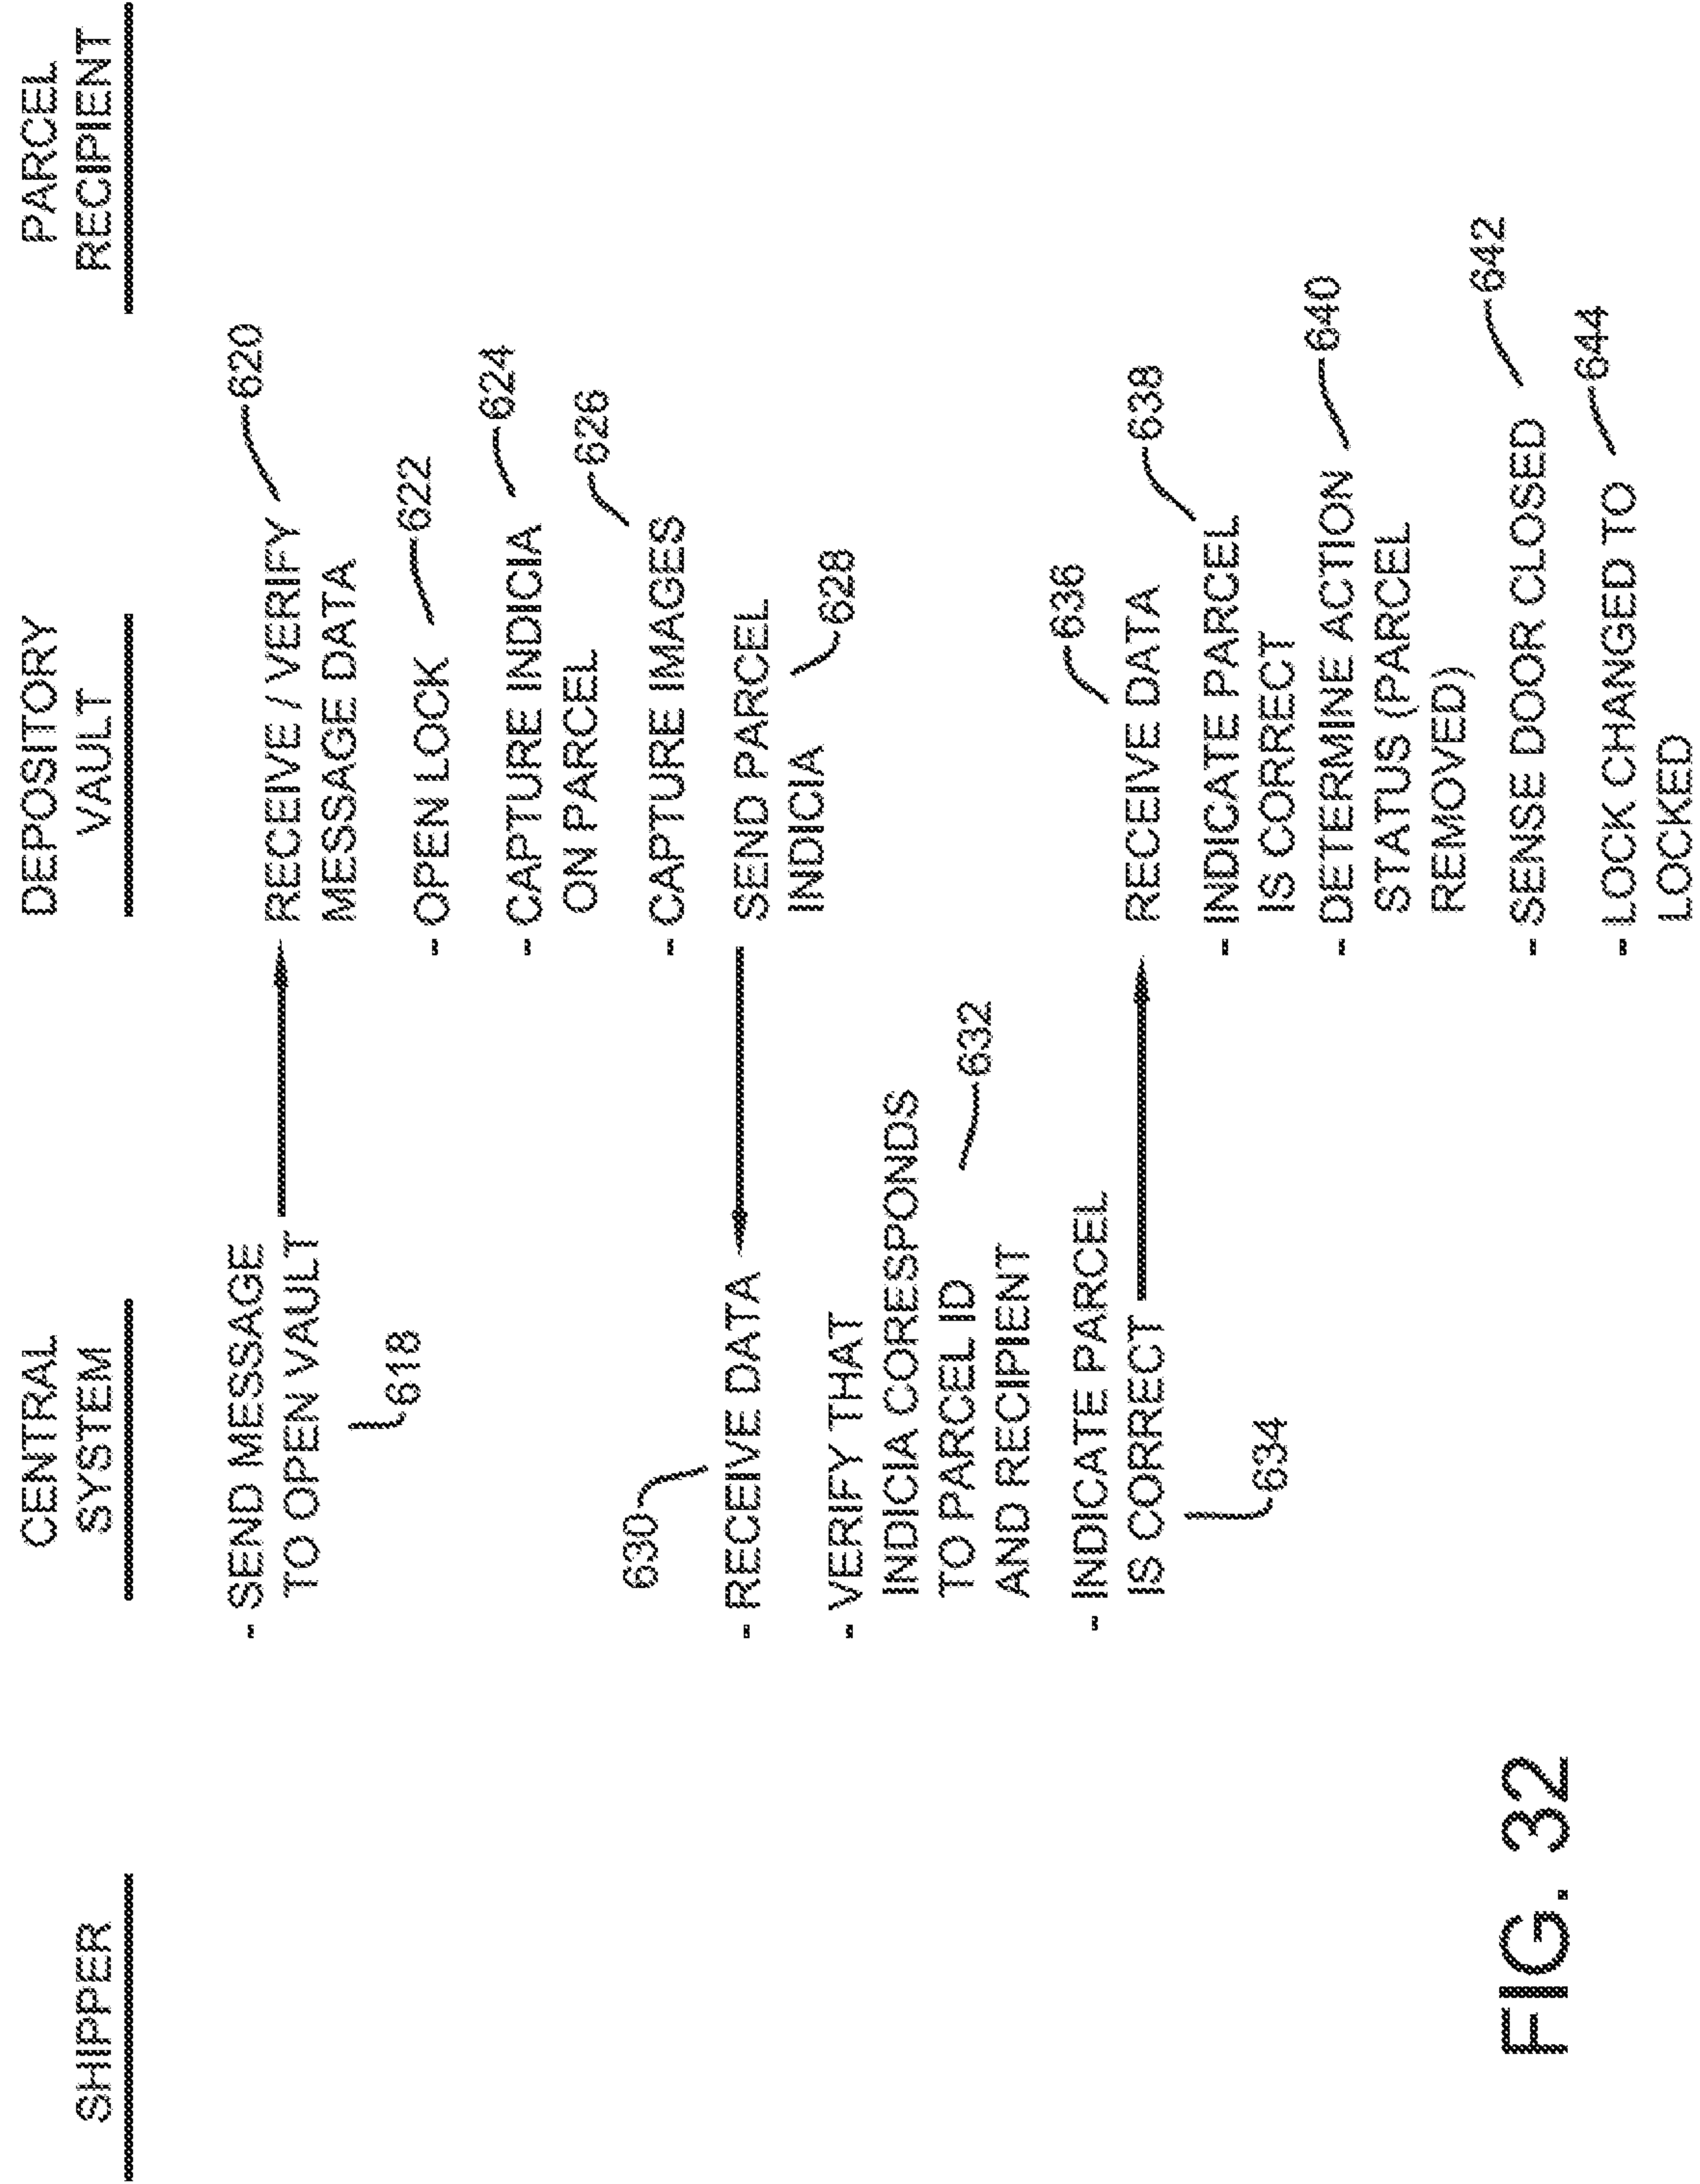 SHIPPER
CENTRAL
SYSTEM
DEPOSITORY
VAULT
PARCEL
RECIPIENT
- SEND MESSAGE
TO OPEN VAULT
618
RECEIVE / VERIFY
MESSAGE DATA
620
- OPEN LOCK
622
- CAPTURE INDICIA
ON PARCEL
624
- CAPTURE IMAGES
626
SEND PARCEL
INDICIA
628
630
- RECEIVE DATA
- VERIFY THAT
INDICIA CORESPONDS
TO PARCEL ID
AND RECIPIENT
632
- INDICATE PARCEL
IS CORRECT
634
636
RECEIVE DATA
- INDICATE PARCEL
IS CORRECT
638
- DETERMINE ACTION
STATUS (PARCEL
REMOVED)
640
- SENSE DOOR CLOSED
642
- LOCK CHANGED TO
LOCKED
644
FIG. 32